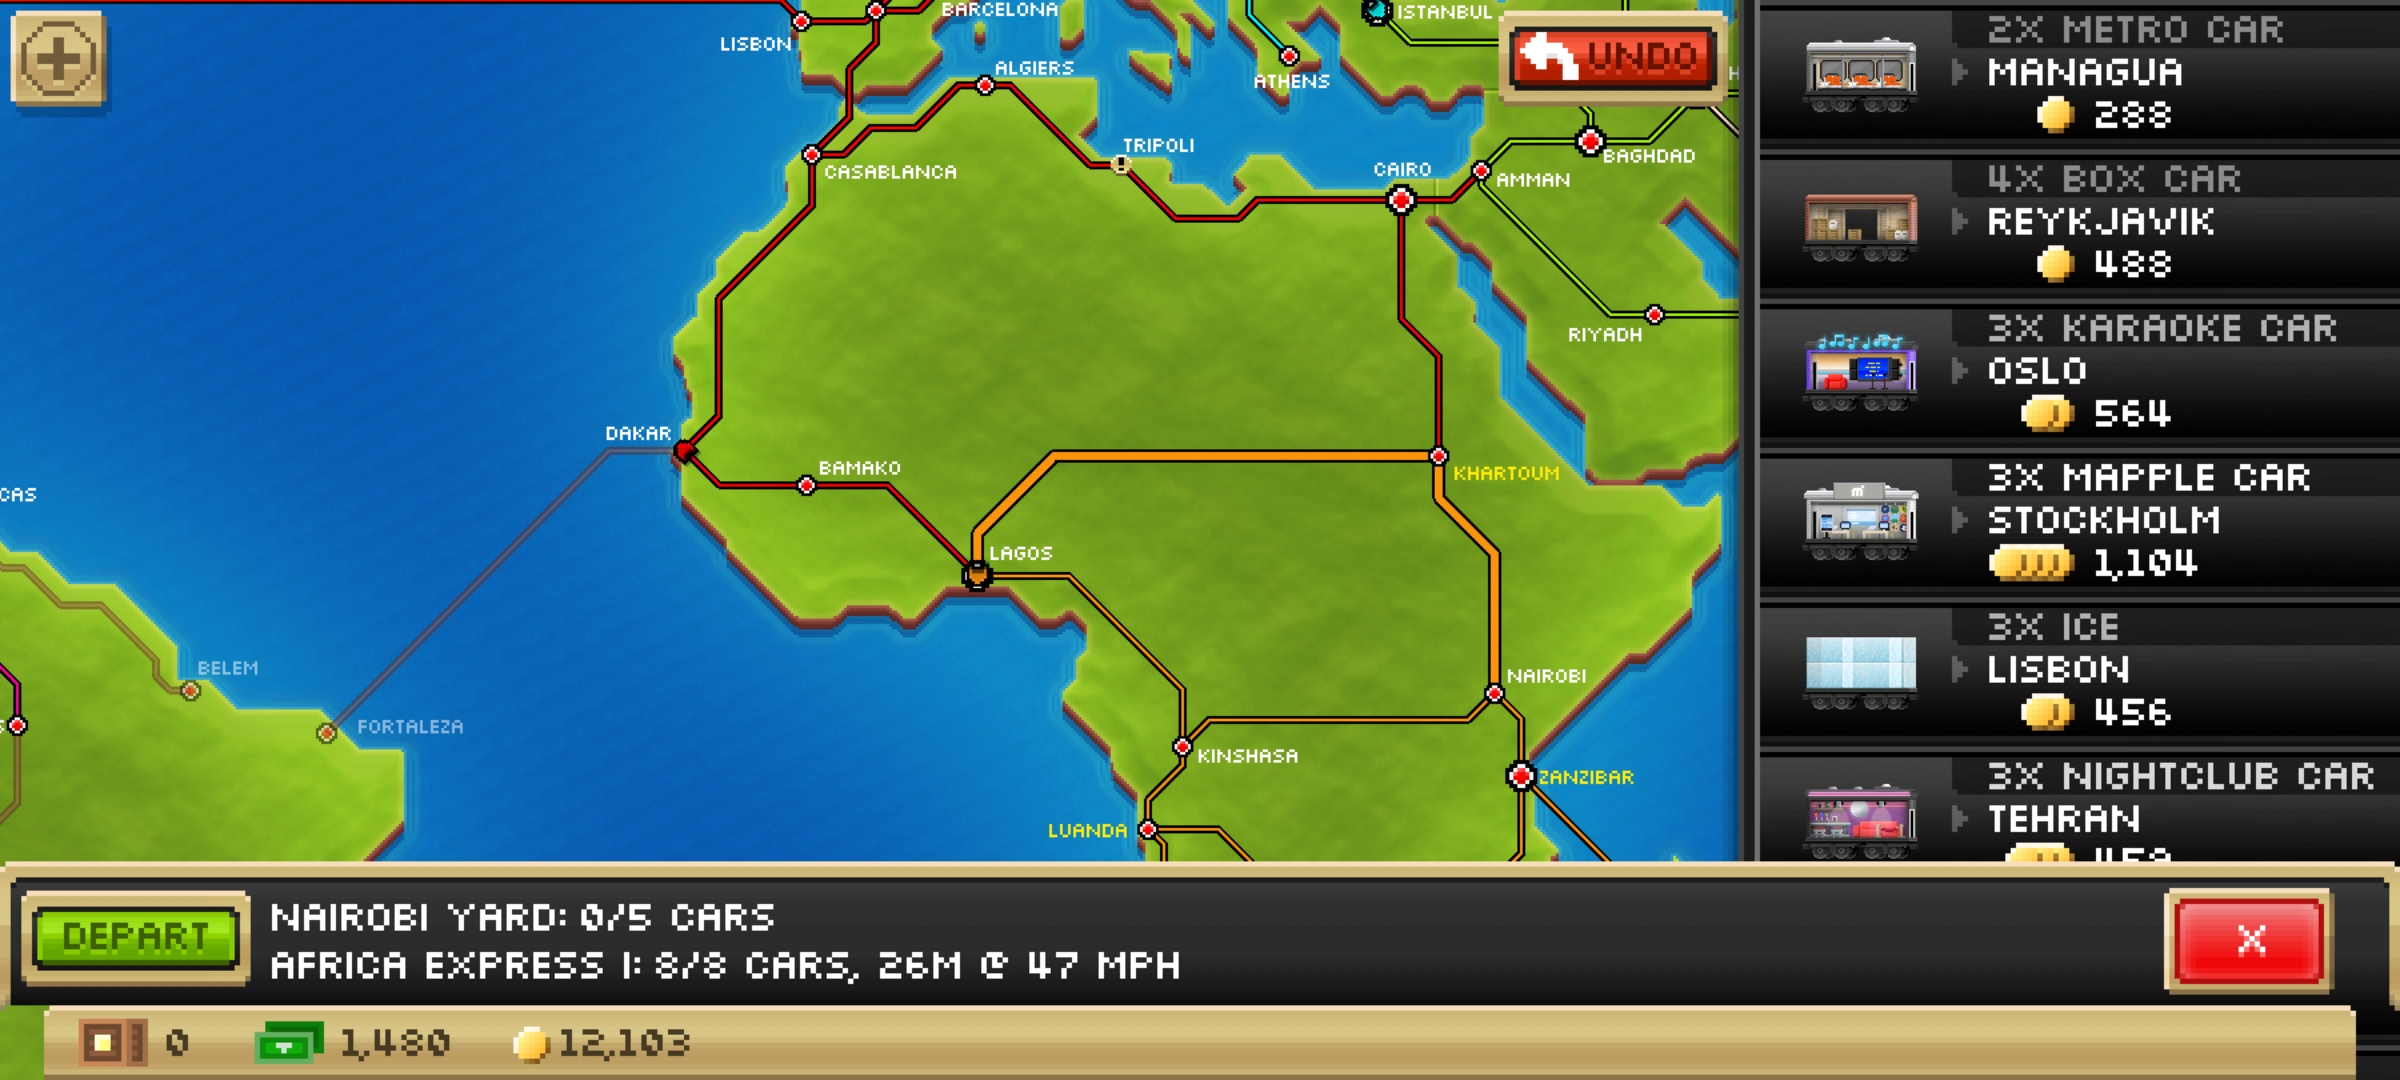 BARCELONA
ISTANBUL
LISBON
ATHENS
UNDO
ALGIERS
TRIPOLI
CASABLANCA
CAIRO
BAGHDAD
AMMAN
RIYADH
DAKAR
BAMAKO
KHARTOUM
CAS
LAGOS
BELEM
FORTALEZA
NAIROBI
KINSHASA
ZANZIBAR
LUANDA
2X METRO CAR
MANAGUA
288
4X BOX CAR
REYKJAVIK
488
3X KARAOKE CAR
OSLO
564
3X MAPPLE CAR
STOCKHOLM
1,104
3X ICE
LISBON
456
3X NIGHTCLUB CAR
TEHRAN
DEPART
NAIROBI YARD: 0/5 CARS
AFRICA EXPRESS I: 8/8 CARS, 26M @ 47 MPH
X
0
1,480
12,103